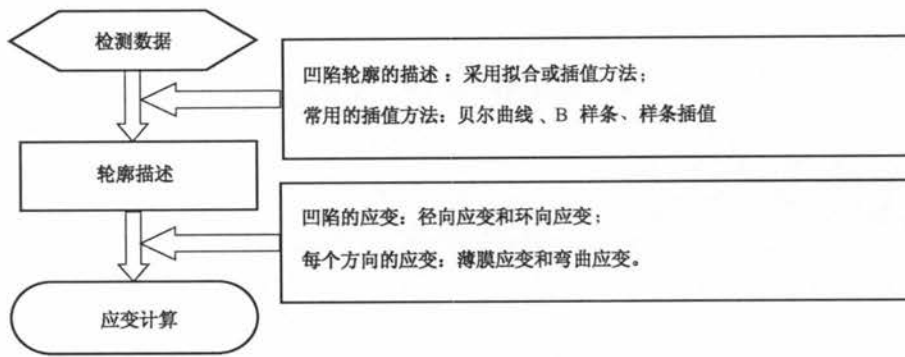 检测数据
凹陷轮廓的描述：采用拟合或插值方法；
常用的插值方法：贝尔曲线、B 样条、样条插值
轮廓描述
凹陷的应变：径向应变和环向应变；
每个方向的应变：薄膜应变和弯曲应变。
应变计算